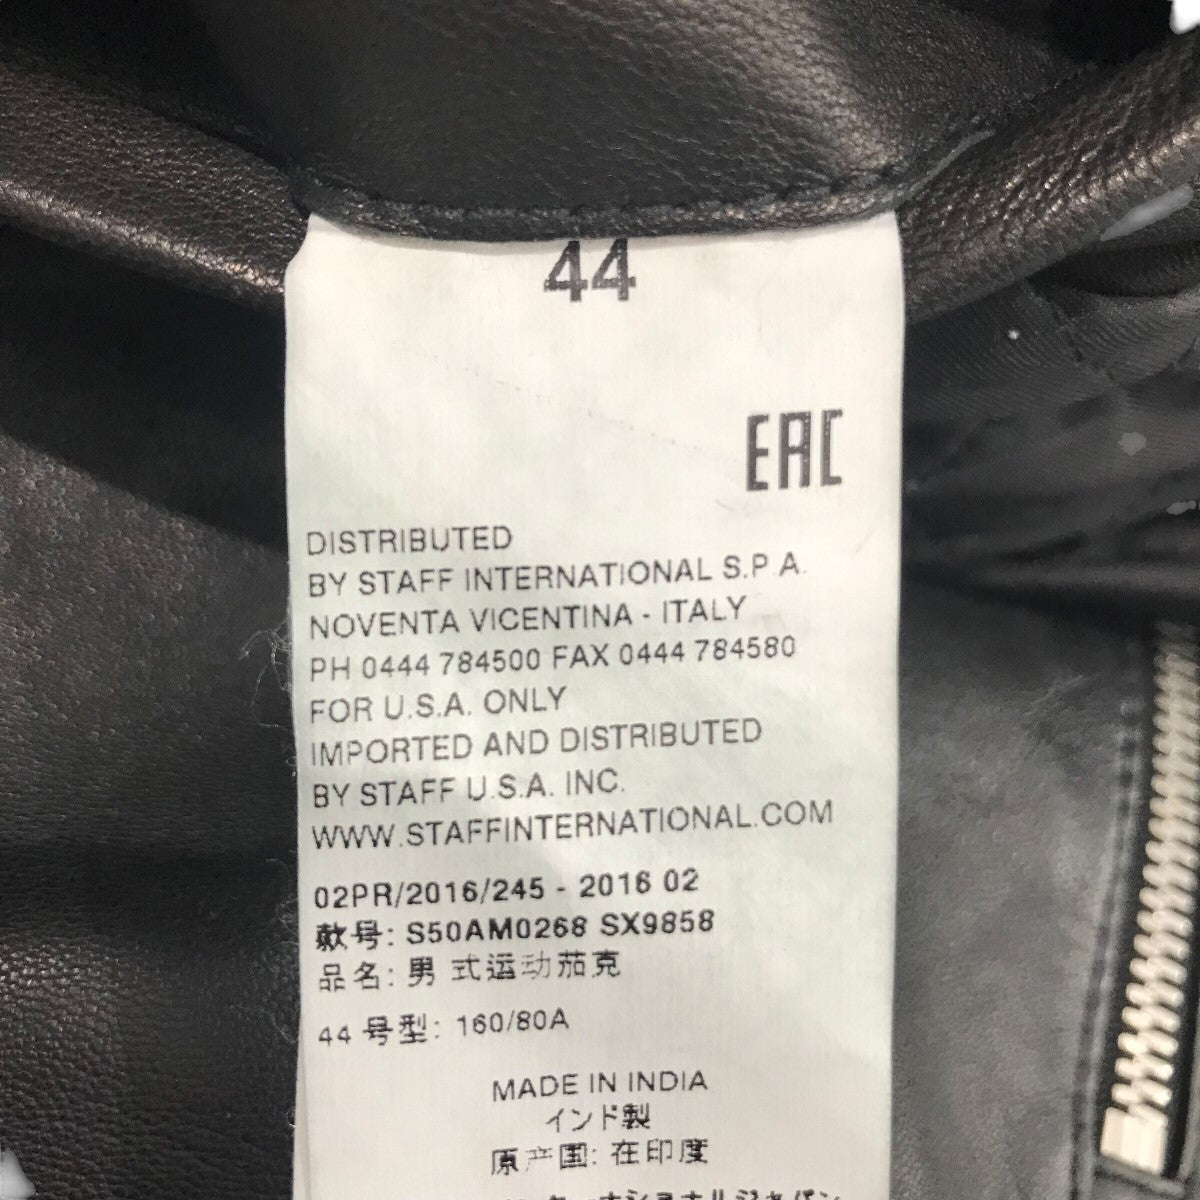 44
EAC
DISTRIBUTED
BY STAFF INTERNATIONAL S.P.A.
NOVENTA VICENTINA - ITALY
PH 0444 784500 FAX 0444 784580
FOR U.S.A. ONLY
IMPORTED AND DISTRIBUTED
BY STAFF U.S.A. INC.
WWW.STAFFINTERNATIONAL.COM
02PR/2016/245 - 2016 02
款号: S50AM0268 SX9858
品名: 男 式运动茄克
44 号型: 160/80A
MADE IN INDIA
インド製
原产国: 在印度